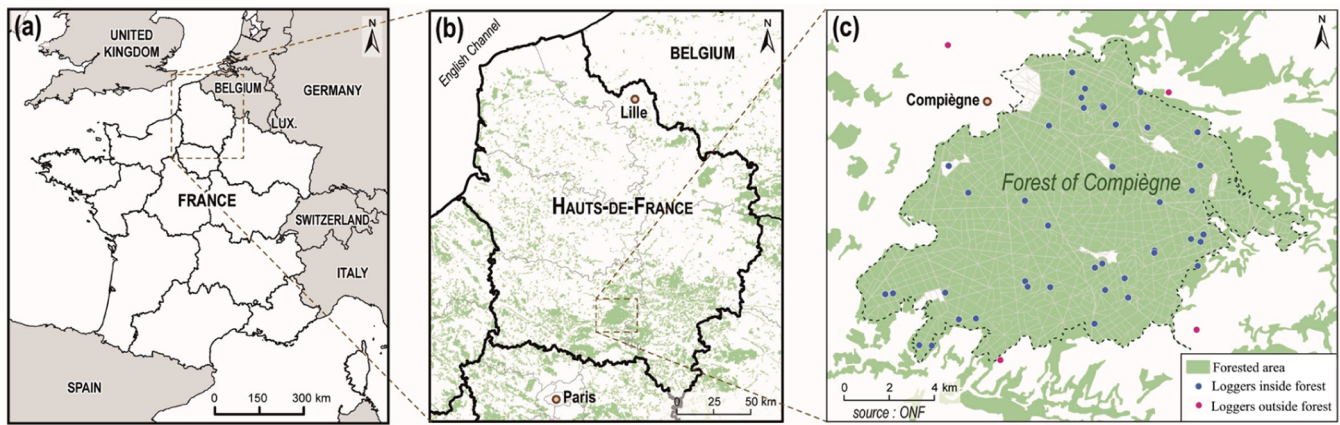 (a)
N
UNITED
KINGDOM
BELGIUM
GERMANY
LUX.
FRANCE
SWITZERLAND
ITALY
SPAIN
0 150 300 km
(b)
N
English Channel
BELGIUM
Lille
HAUTS-DE-FRANCE
Paris
0 25 50 km
(c)
N
Compiègne
Forest of Compiègne
0 2 4 km
source : ONF
Forested area
Loggers inside forest
Loggers outside forest